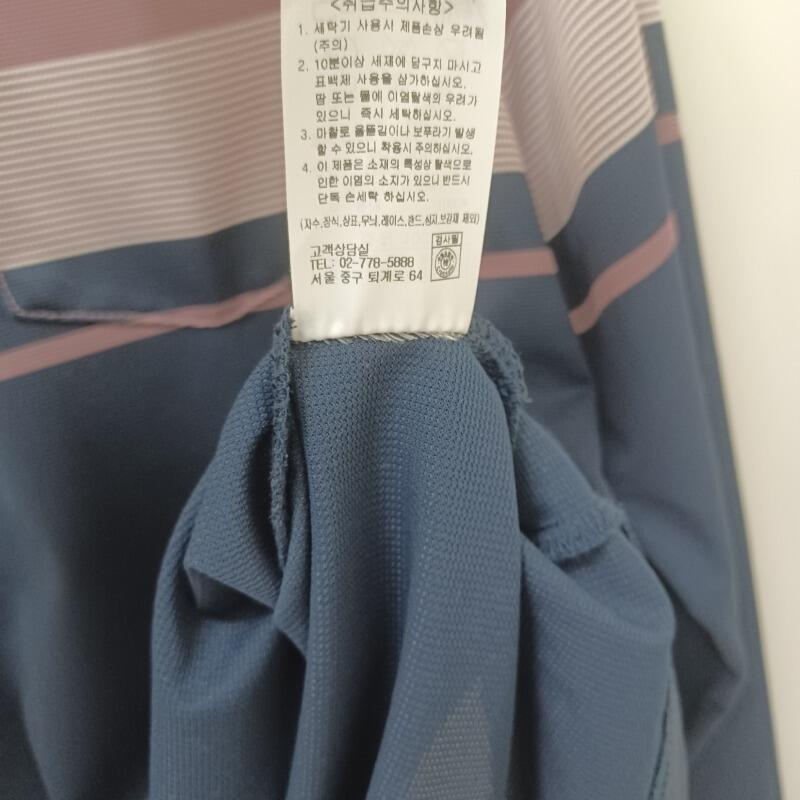 <취급주의사항>
1. 세탁기 사용시 제품손상 우려됨
(주의)
2. 10분이상 세재에 담구지 마시고
표백제 사용을 삼가하십시오.
땀 또는 물에 이염탈색의 우려가
있으니 즉시 세탁하십시오.
3. 마찰로 올뜯김이나 보푸라기 발생
할 수 있으니 착용시 주의하십시오.
4. 이 제품은 소재의 특성상 탈색으로
인한 이염의 소지가 있으니 반드시
단독 손세탁 하십시오.
(자수,장식,상표,무늬,레이스,밴드,심지,보강재 제외)
검사필
고객상담실
TEL: 02-778-5888
서울 중구 퇴계로 64